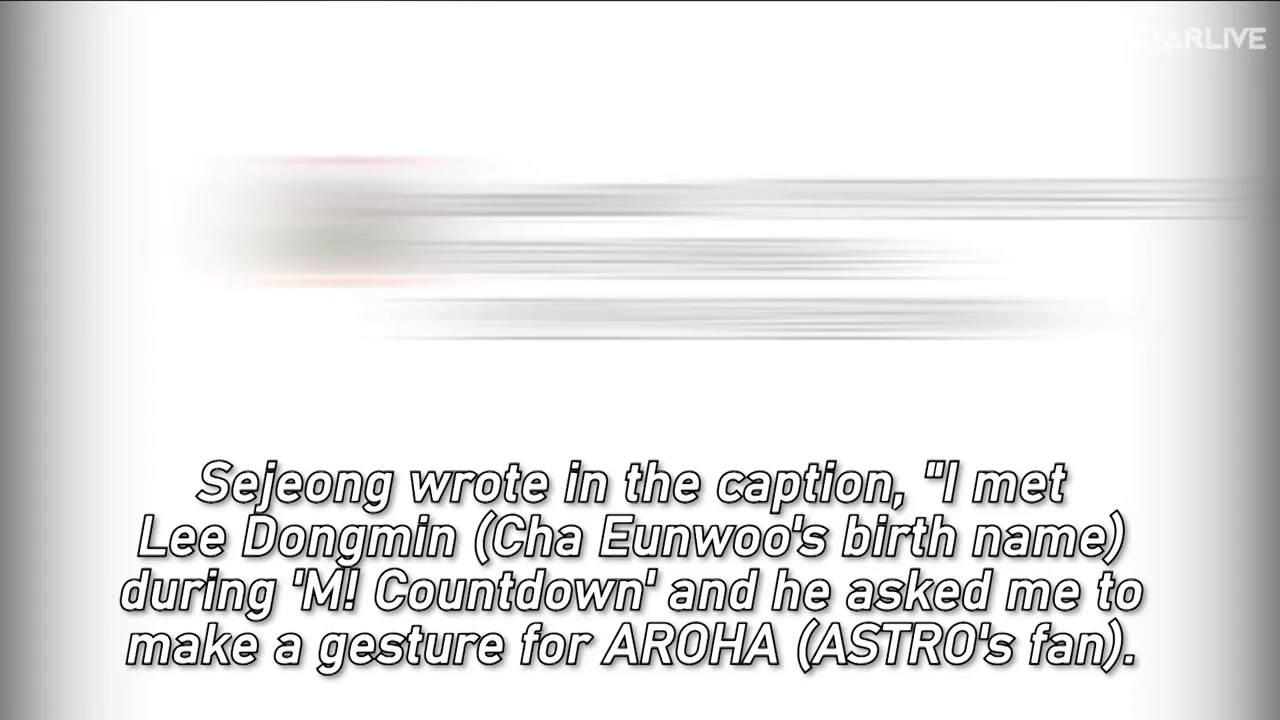 STARLIVE
Sejeong wrote in the caption, "I met
Lee Dongmin (Cha Eunwoo's birth name)
during 'M! Countdown' and he asked me to
make a gesture for AROHA (ASTRO's fan).